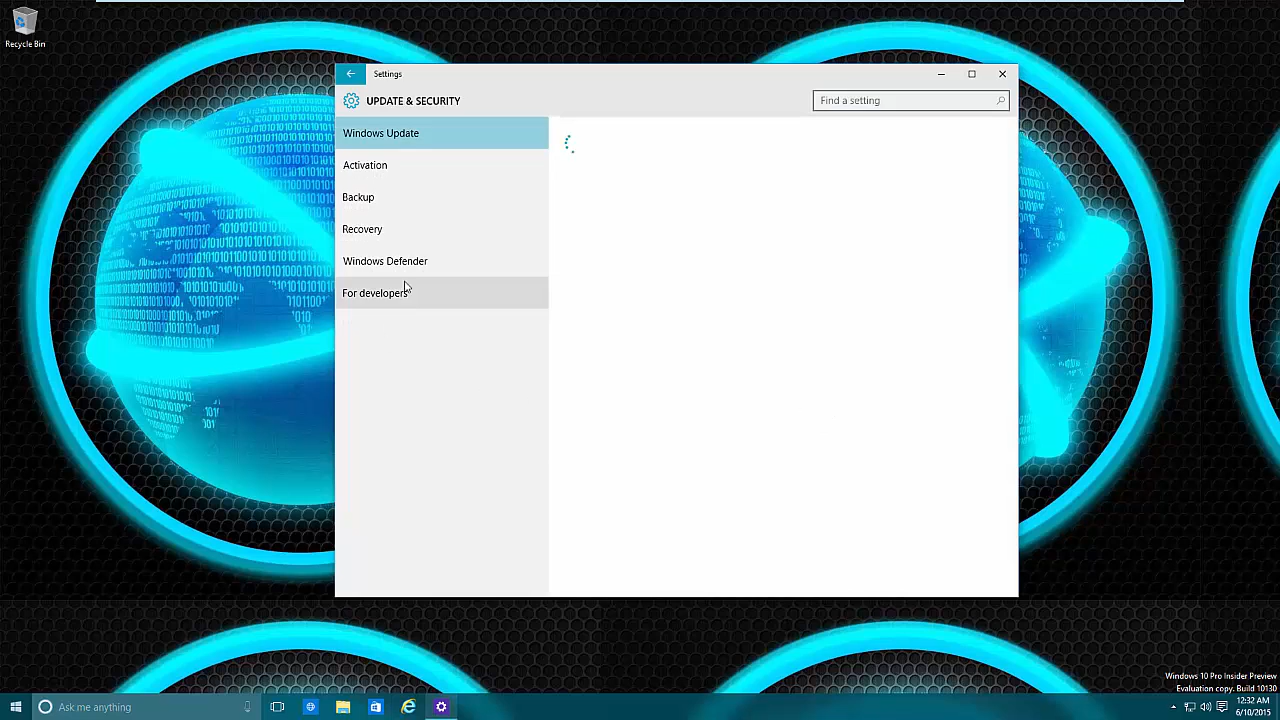 Recycle Bin
Settings
UPDATE & SECURITY
Find a setting
Windows Update
Activation
Backup
Recovery
Windows Defender
For developers
Windows 10 Pro Insider Preview
Evaluation copy. Build 10130
Ask me anything
12:32 AM
6/10/2015